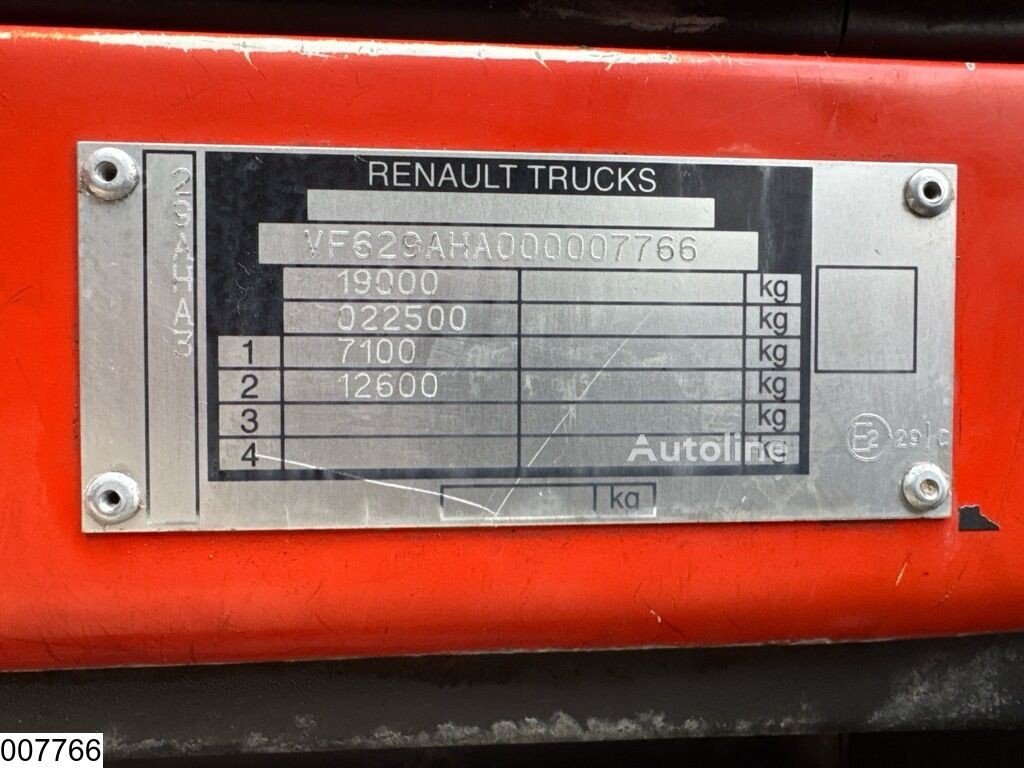 RENAULT TRUCKS
VF629AHA000007766
19000 kg
022500 kg
1 7100 kg
2 12600 kg
3 kg
4 kg
kg
29AHA3
E2 29
Autoline
007766